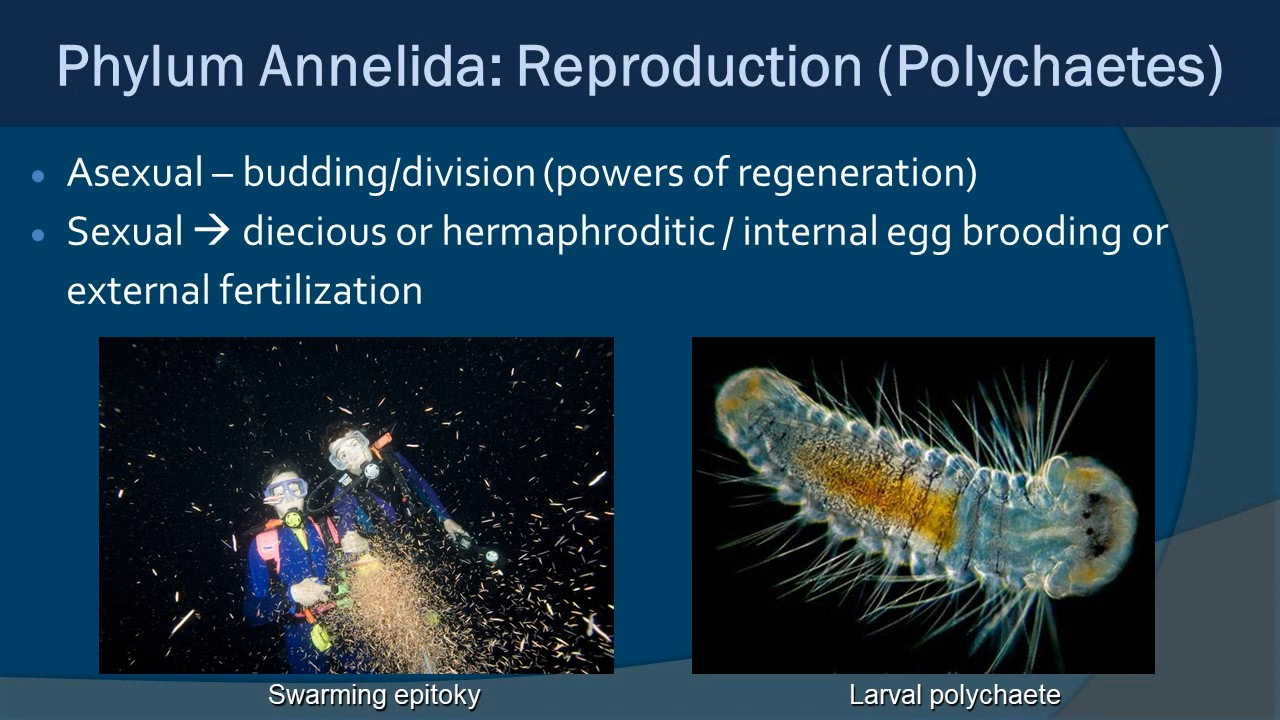 Phylum Annelida: Reproduction (Polychaetes)
• Asexual – budding/division (powers of regeneration)
• Sexual → diecious or hermaphroditic / internal egg brooding or
external fertilization
Swarming epitoky
Larval polychaete